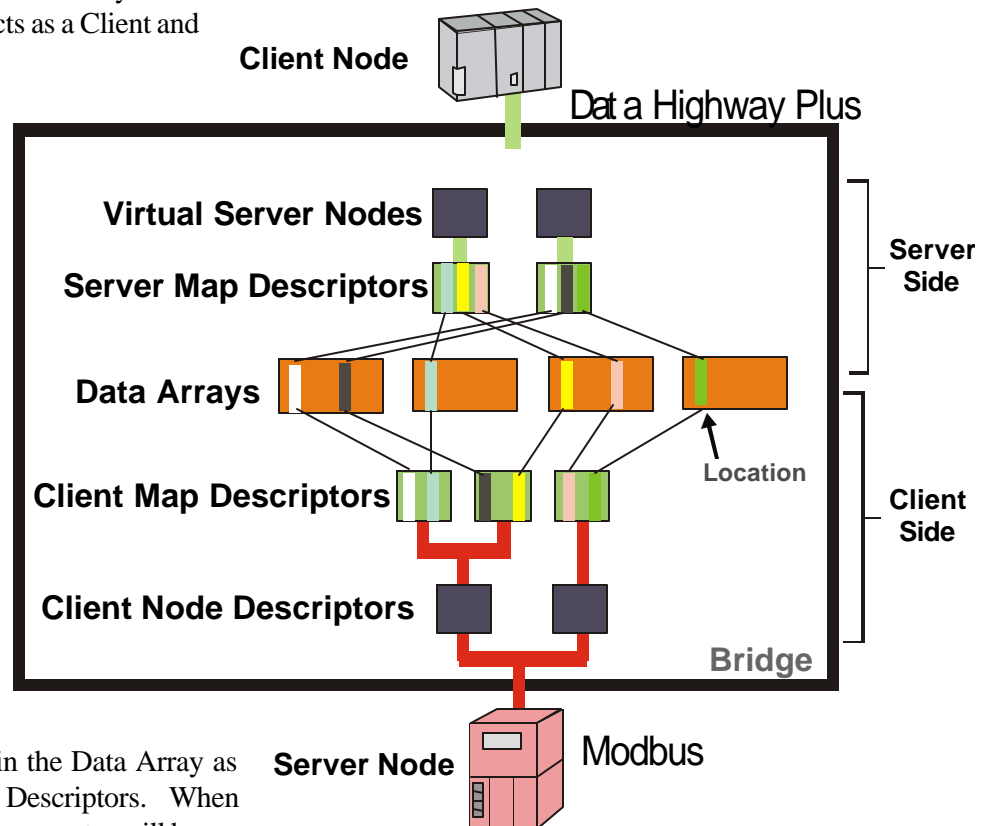 cts as a Client and
Client Node
Data Highway Plus
Virtual Server Nodes
Server
Side
Server Map Descriptors
Data Arrays
Location
Client Map Descriptors
Client
Side
Client Node Descriptors
Bridge
in the Data Array as
Server Node
Modbus
Descriptors. When